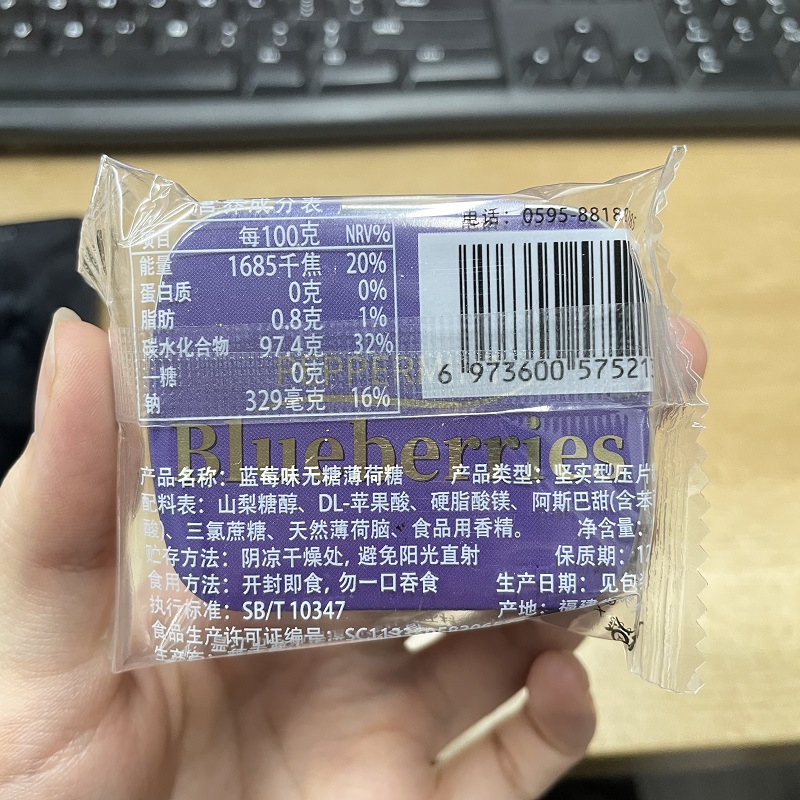 营养成分表
电话：0595-8818
项目 每100克 NRV%
能量 1685千焦 20%
蛋白质 0克 0%
脂肪 0.8克 1%
碳水化合物 97.4克 32%
—糖 0克
钠 329毫克 16%
6 973600 57521
PEPPERM
Blueberries
产品名称：蓝莓味无糖薄荷糖 产品类型：坚实型压片
配料表：山梨糖醇、DL-苹果酸、硬脂酸镁、阿斯巴甜(含苯
酸)、三氯蔗糖、天然薄荷脑、食品用香精。 净含量：
贮存方法：阴凉干燥处, 避免阳光直射 保质期：
食用方法：开封即食, 勿一口吞食 生产日期：见包
执行标准：SB/T 10347 产地：福建
食品生产许可证编号：